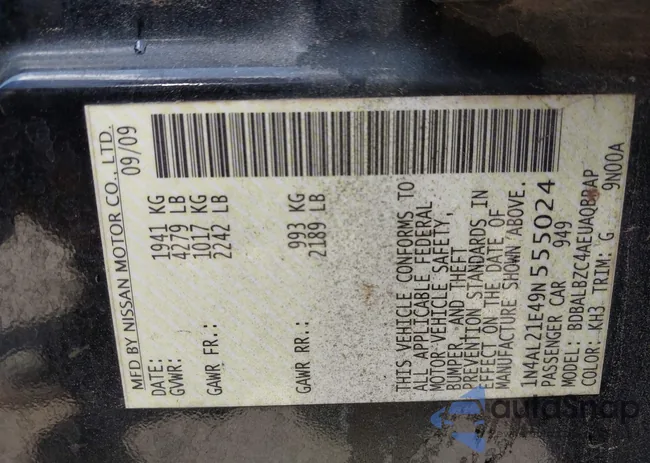 MFD BY NISSAN MOTOR CO., LTD.
DATE: 09/09
GVWR: 1941 KG
4279 LB
GAWR FR.: 1017 KG
2242 LB
GAWR RR.: 993 KG
2189 LB
THIS VEHICLE CONFORMS TO
ALL APPLICABLE FEDERAL
MOTOR VEHICLE SAFETY,
BUMPER, AND THEFT
PREVENTION STANDARDS IN
EFFECT ON THE DATE OF
MANUFACTURE SHOWN ABOVE.
1N4AL21E49N555024
PASSENGER CAR 949
MODEL: BDBALBZC4AEUAQBRAP
COLOR: KH3 TRIM: G 9N00A
AutoSnap